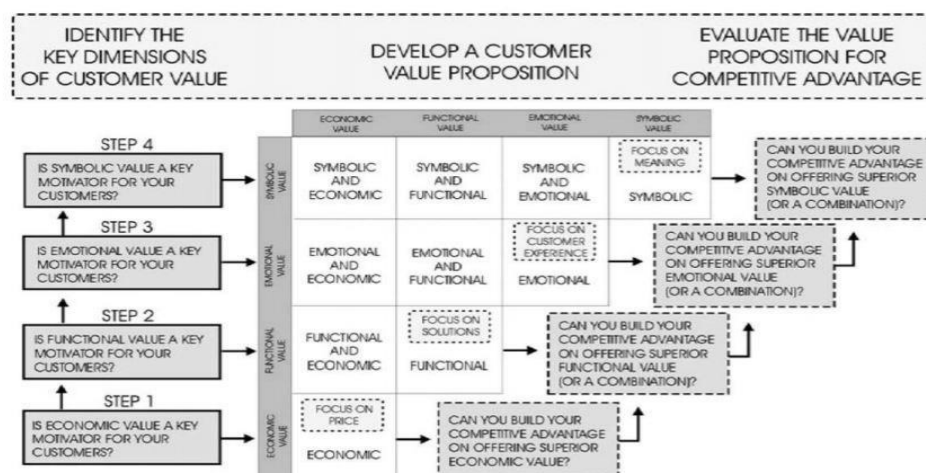 IDENTIFY THE
KEY DIMENSIONS
OF CUSTOMER VALUE
DEVELOP A CUSTOMER
VALUE PROPOSITION
EVALUATE THE VALUE
PROPOSITION FOR
COMPETITIVE ADVANTAGE
ECONOMIC
VALUE
FUNCTIONAL
VALUE
EMOTIONAL
VALUE
SYMBOLIC
VALUE
STEP 4
IS SYMBOLIC VALUE A KEY
MOTIVATOR FOR YOUR
CUSTOMERS?
SYMBOLIC
VALUE
SYMBOLIC
AND
ECONOMIC
SYMBOLIC
AND
FUNCTIONAL
SYMBOLIC
AND
EMOTIONAL
FOCUS ON
MEANING
SYMBOLIC
CAN YOU BUILD YOUR
COMPETITIVE ADVANTAGE
ON OFFERING SUPERIOR
SYMBOLIC VALUE
(OR A COMBINATION)?
STEP 3
IS EMOTIONAL VALUE A KEY
MOTIVATOR FOR YOUR
CUSTOMERS?
EMOTIONAL
VALUE
EMOTIONAL
AND
ECONOMIC
EMOTIONAL
AND
FUNCTIONAL
FOCUS ON
CUSTOMER
EXPERIENCE
EMOTIONAL
CAN YOU BUILD YOUR
COMPETITIVE ADVANTAGE
ON OFFERING SUPERIOR
EMOTIONAL VALUE
(OR A COMBINATION)?
STEP 2
IS FUNCTIONAL VALUE A KEY
MOTIVATOR FOR YOUR
CUSTOMERS?
FUNCTIONAL
VALUE
FUNCTIONAL
AND
ECONOMIC
FOCUS ON
SOLUTIONS
FUNCTIONAL
CAN YOU BUILD YOUR
COMPETITIVE ADVANTAGE
ON OFFERING SUPERIOR
FUNCTIONAL VALUE
(OR A COMBINATION)?
STEP 1
IS ECONOMIC VALUE A KEY
MOTIVATOR FOR YOUR
CUSTOMERS?
ECONOMIC
VALUE
FOCUS ON
PRICE
ECONOMIC
CAN YOU BUILD YOUR
COMPETITIVE ADVANTAGE
ON OFFERING SUPERIOR
ECONOMIC VALUE?